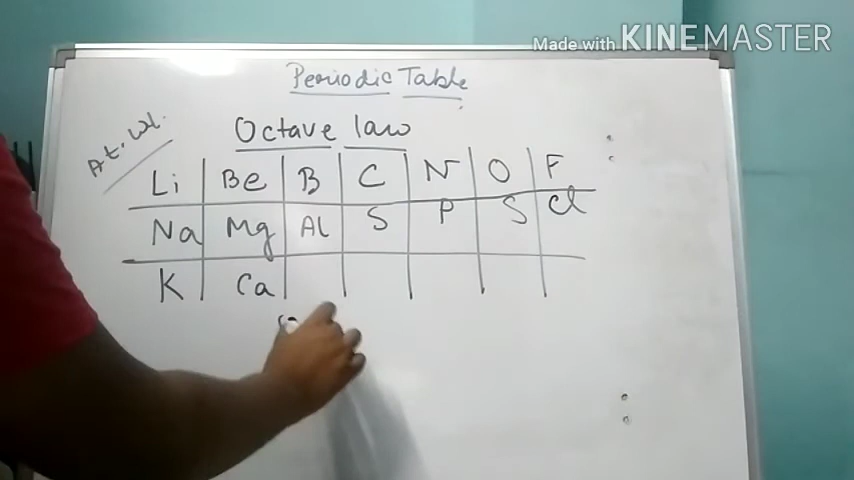 Made with KINEMASTER
Periodic Table
At. Wt.
Octave law
Li Be B C N O F
Na Mg Al S P S Cl
K Ca